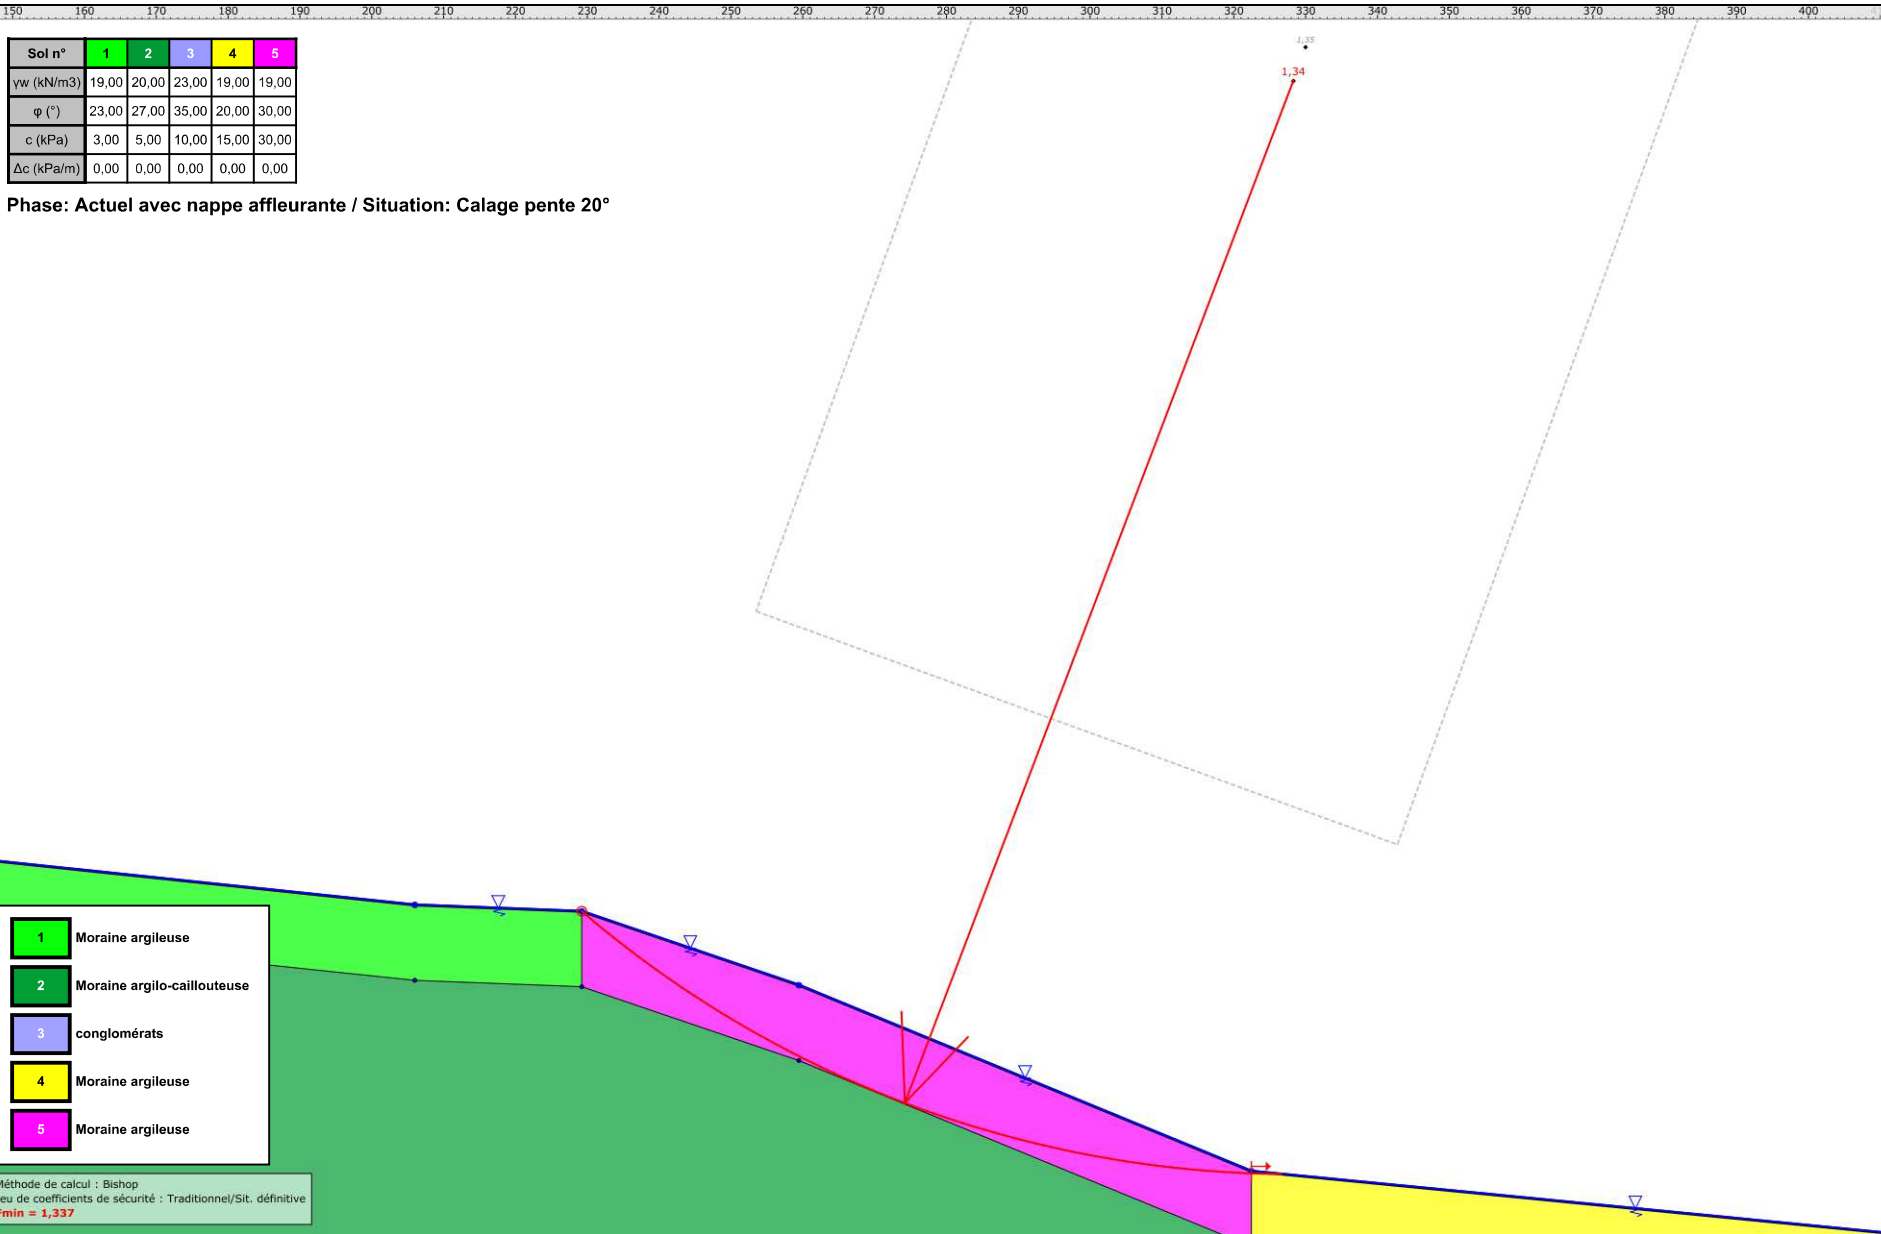 150 160 170 180 190 200 210 220 230 240 250 260 270 280 290 300 310 320 330 340 350 360 370 380 390 400
Sol n° 1 2 3 4 5
γw (kN/m3) 19,00 20,00 23,00 19,00 19,00
φ (°) 23,00 27,00 35,00 20,00 30,00
c (kPa) 3,00 5,00 10,00 15,00 30,00
Δc (kPa/m) 0,00 0,00 0,00 0,00 0,00
Phase: Actuel avec nappe affleurante / Situation: Calage pente 20°
1,35
1,34
1 Moraine argileuse
2 Moraine argilo-caillouteuse
3 conglomérats
4 Moraine argileuse
5 Moraine argileuse
Méthode de calcul : Bishop
eu de coefficients de sécurité : Traditionnel/Sit. définitive
Fmin = 1,337